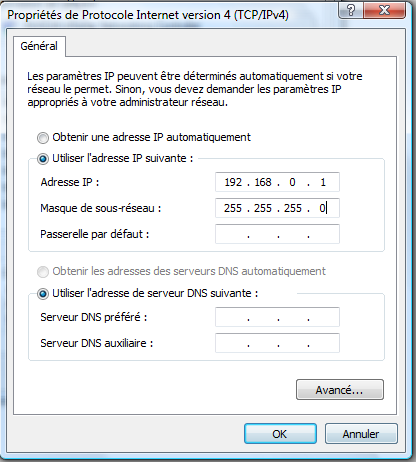 Propriétés de Protocole Internet version 4 (TCP/IPv4)
Général
Les paramètres IP peuvent être déterminés automatiquement si votre
réseau le permet. Sinon, vous devez demander les paramètres IP
appropriés à votre administrateur réseau.
Obtenir une adresse IP automatiquement
Utiliser l'adresse IP suivante :
Adresse IP : 192 . 168 . 0 . 1
Masque de sous-réseau : 255 . 255 . 255 . 0
Passerelle par défaut : . . .
Obtenir les adresses des serveurs DNS automatiquement
Utiliser l'adresse de serveur DNS suivante :
Serveur DNS préféré : . . .
Serveur DNS auxiliaire : . . .
Avancé...
OK Annuler